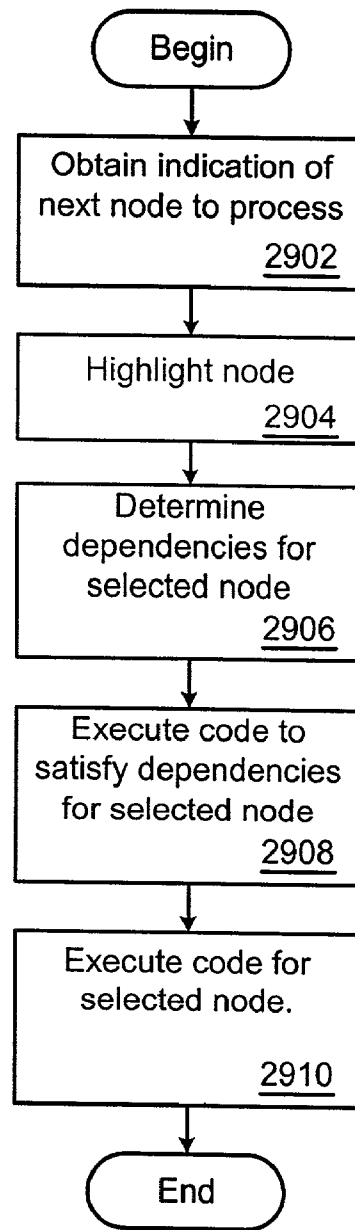 Begin
Obtain indication of
next node to process
2902
Highlight node
2904
Determine
dependencies for
selected node
2906
Execute code to
satisfy dependencies
for selected node
2908
Execute code for
selected node.
2910
End